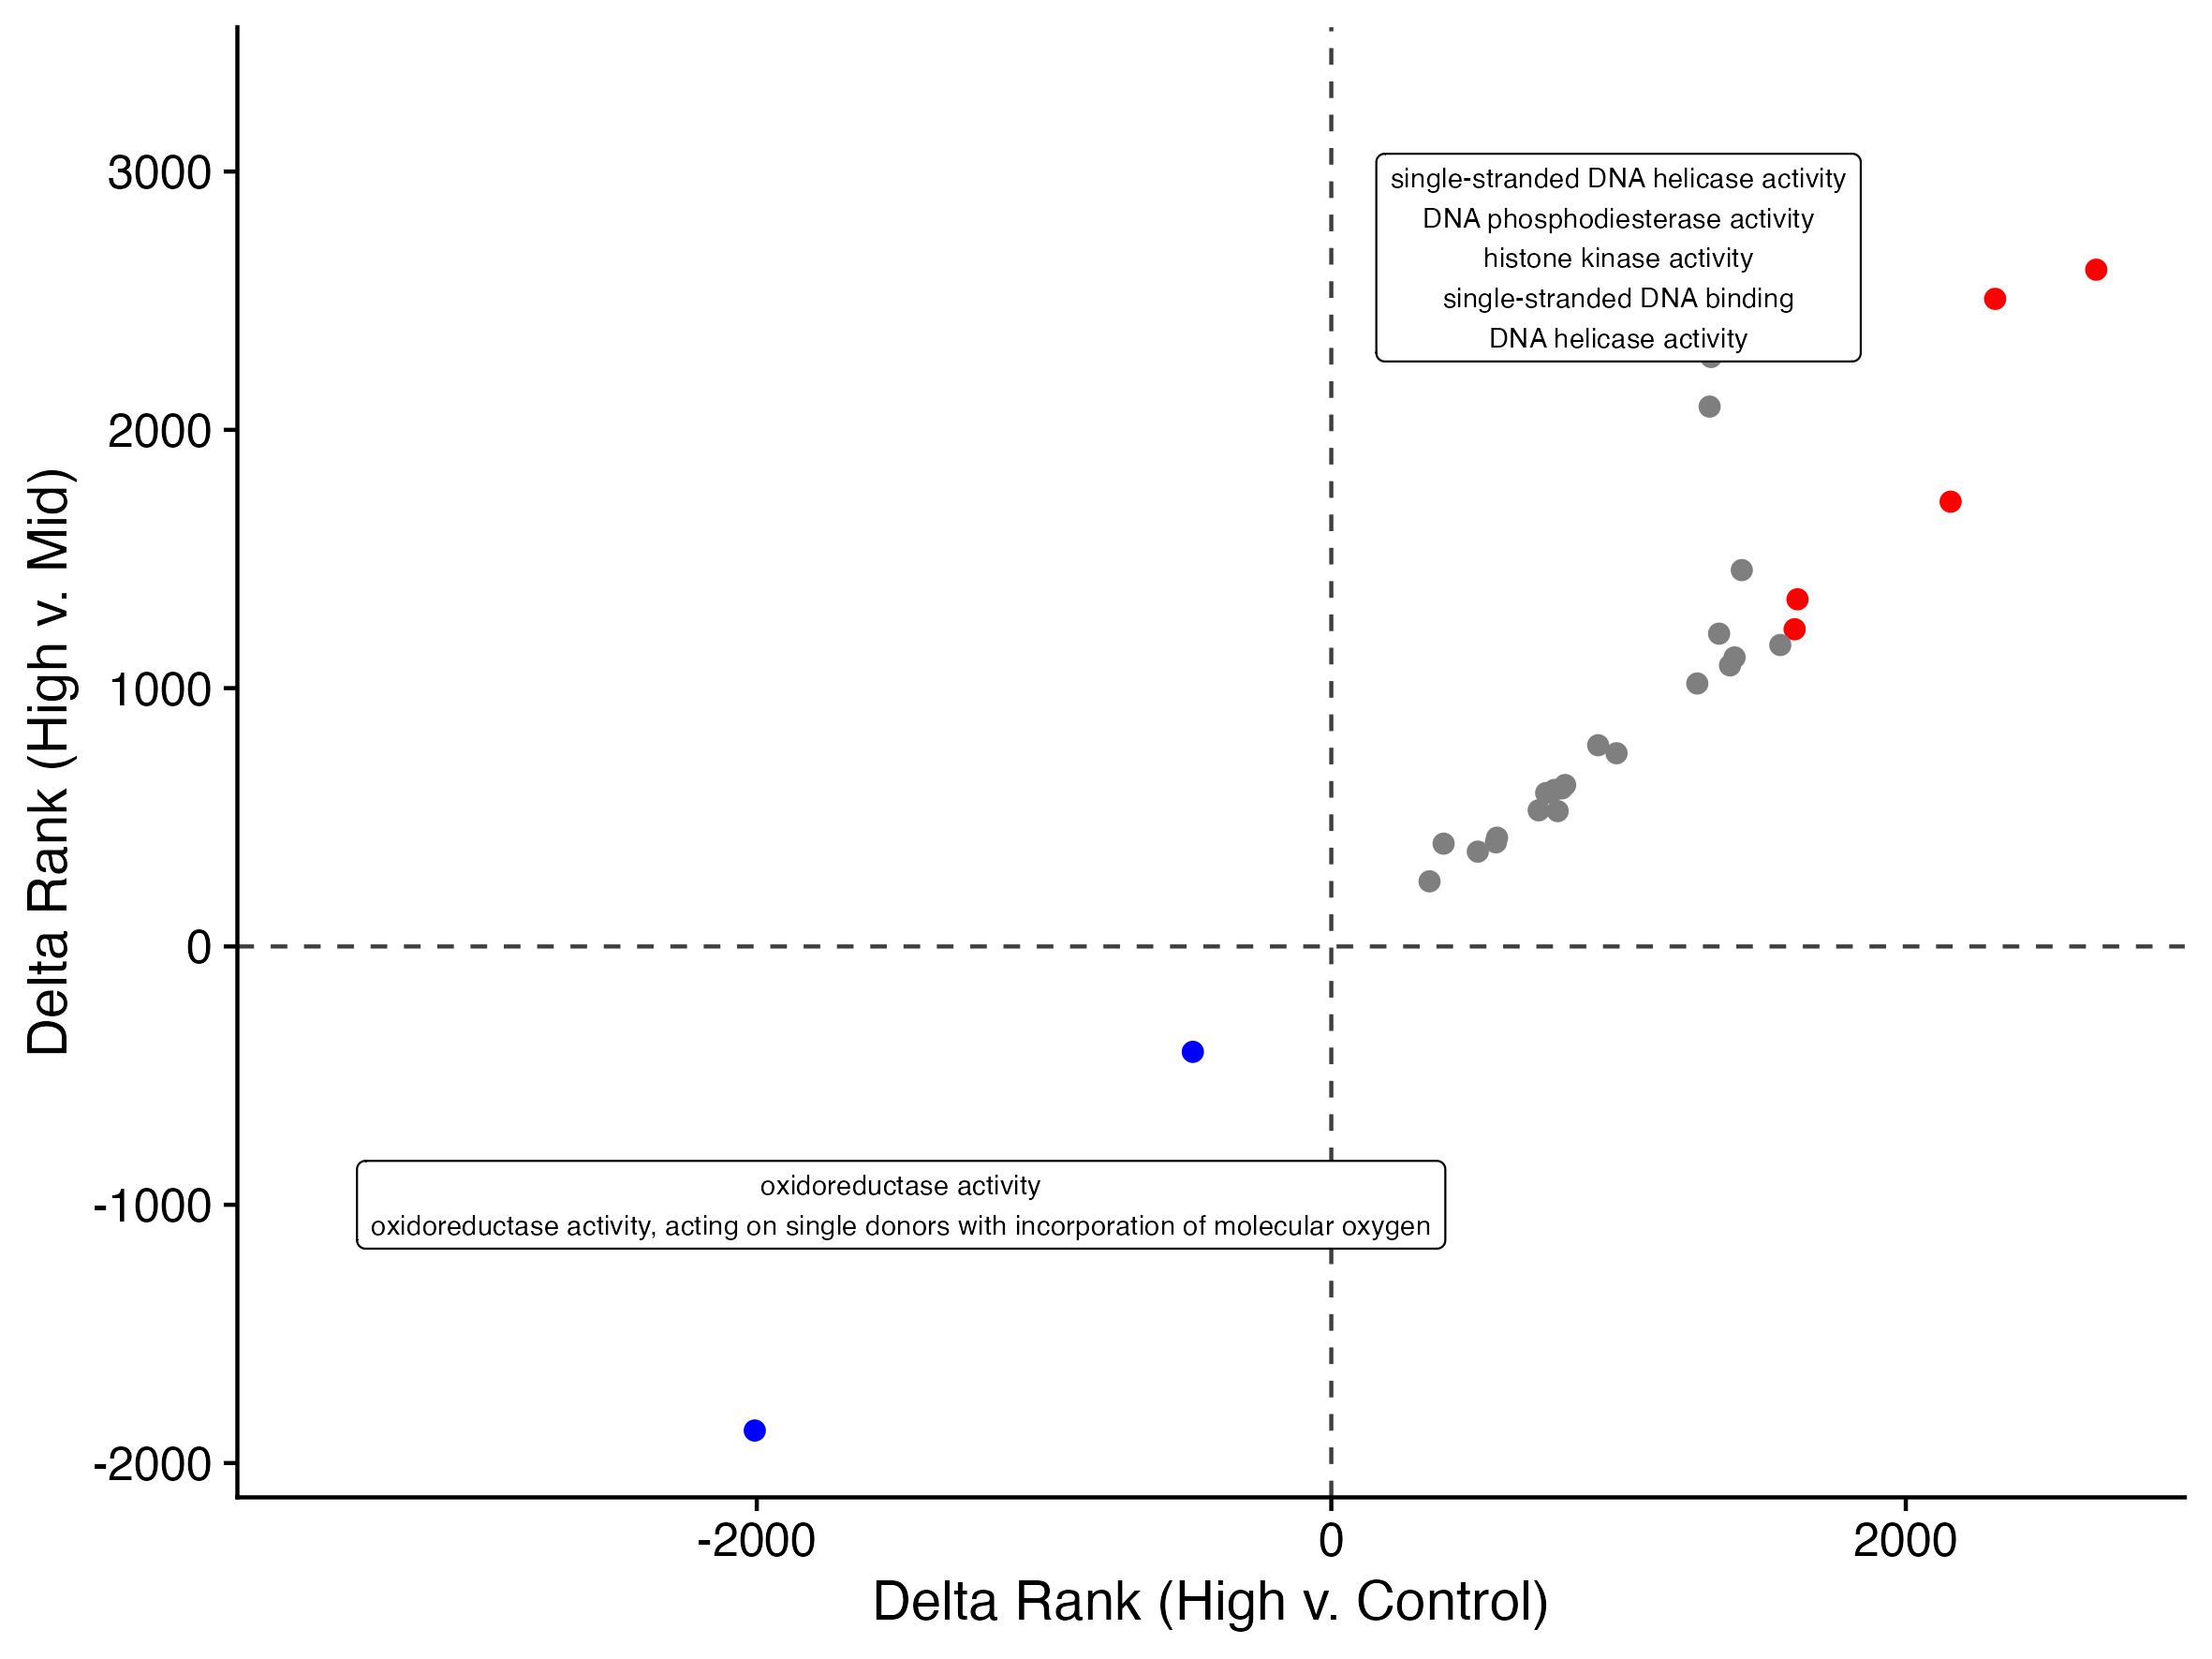 3000
2000
1000
0
-1000
-2000
Delta Rank (High v. Mid)
single-stranded DNA helicase activity
DNA phosphodiesterase activity
histone kinase activity
single-stranded DNA binding
DNA helicase activity
oxidoreductase activity
oxidoreductase activity, acting on single donors with incorporation of molecular oxygen
-2000
0
2000
Delta Rank (High v. Control)